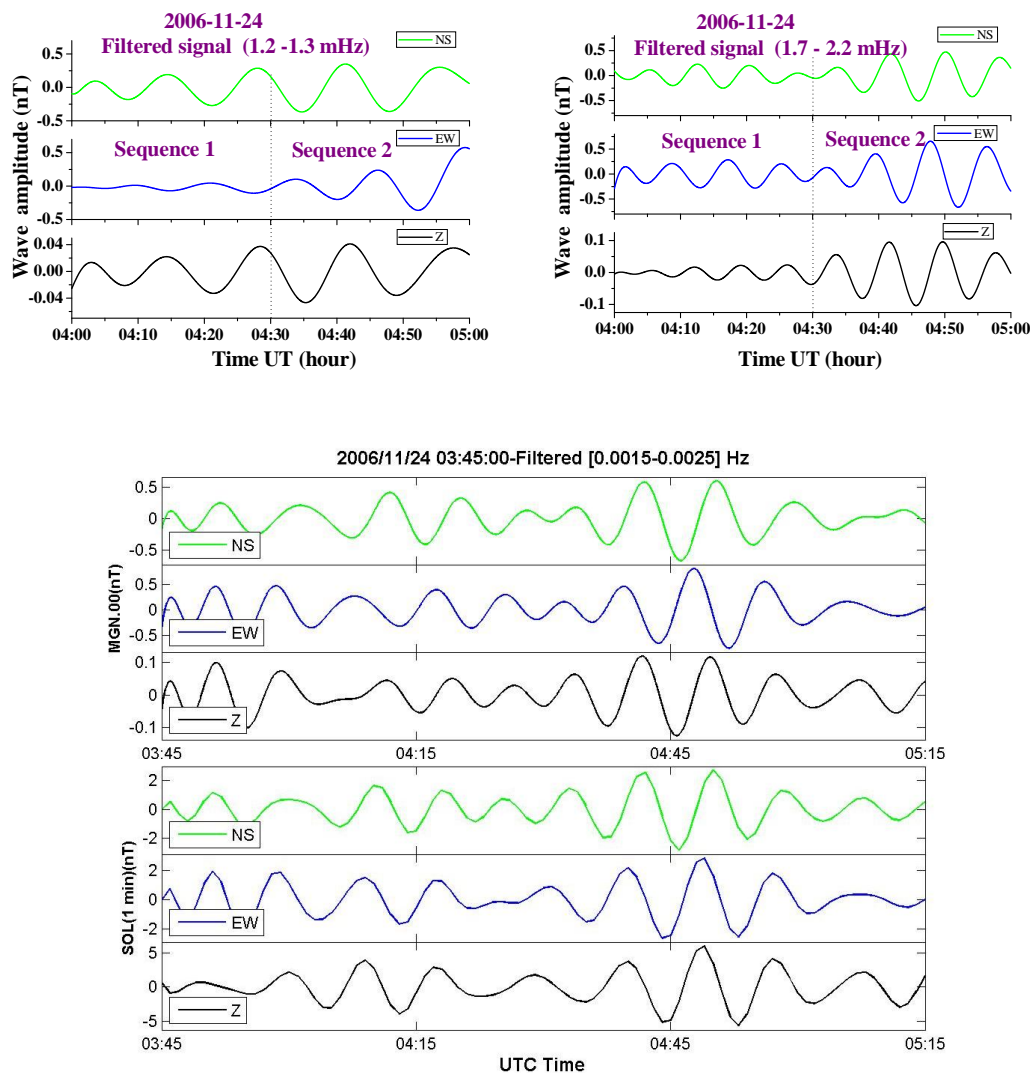 2006-11-24
Filtered signal (1.2 -1.3 mHz)
NS
0.5
0.0
-0.5
Wave amplitude (nT)
0.5
0.0
-0.5
Sequence 1
Sequence 2
EW
0.04
0.00
-0.04
Z
04:00 04:10 04:20 04:30 04:40 04:50 05:00
Time UT (hour)
2006-11-24
Filtered signal (1.7 - 2.2 mHz)
NS
0.5
0.0
-0.5
Wave amplitude (nT)
0.5
0.0
-0.5
Sequence 1
Sequence 2
EW
0.1
0.0
-0.1
Z
04:00 04:10 04:20 04:30 04:40 04:50 05:00
Time UT (hour)
2006/11/24 03:45:00-Filtered [0.0015-0.0025] Hz
0.5
0
-0.5
NS
MGN.00(nT)
0.5
0
-0.5
EW
0.1
0
-0.1
Z
03:45 04:15 04:45 05:15
2
0
-2
NS
SOL(1 min)(nT)
2
0
-2
EW
5
0
-5
Z
03:45 04:15 04:45 05:15
UTC Time